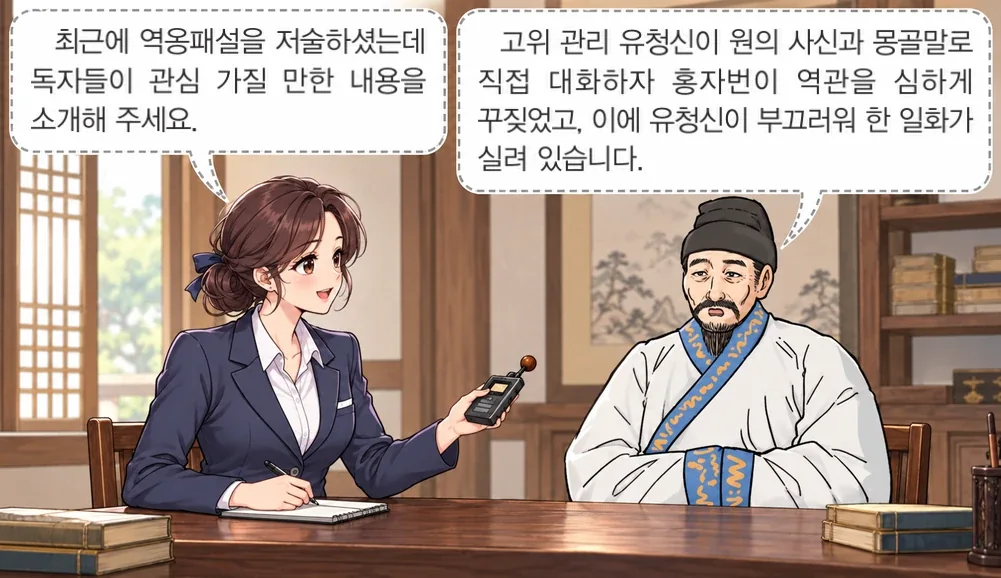 최근에 역옹패설을 저술하셨는데
독자들이 관심 가질 만한 내용을
소개해 주세요.
고위 관리 유청신이 원의 사신과 몽골말로
직접 대화하자 홍자번이 역관을 심하게
꾸짖었고, 이에 유청신이 부끄러워 한 일화가
실려 있습니다.